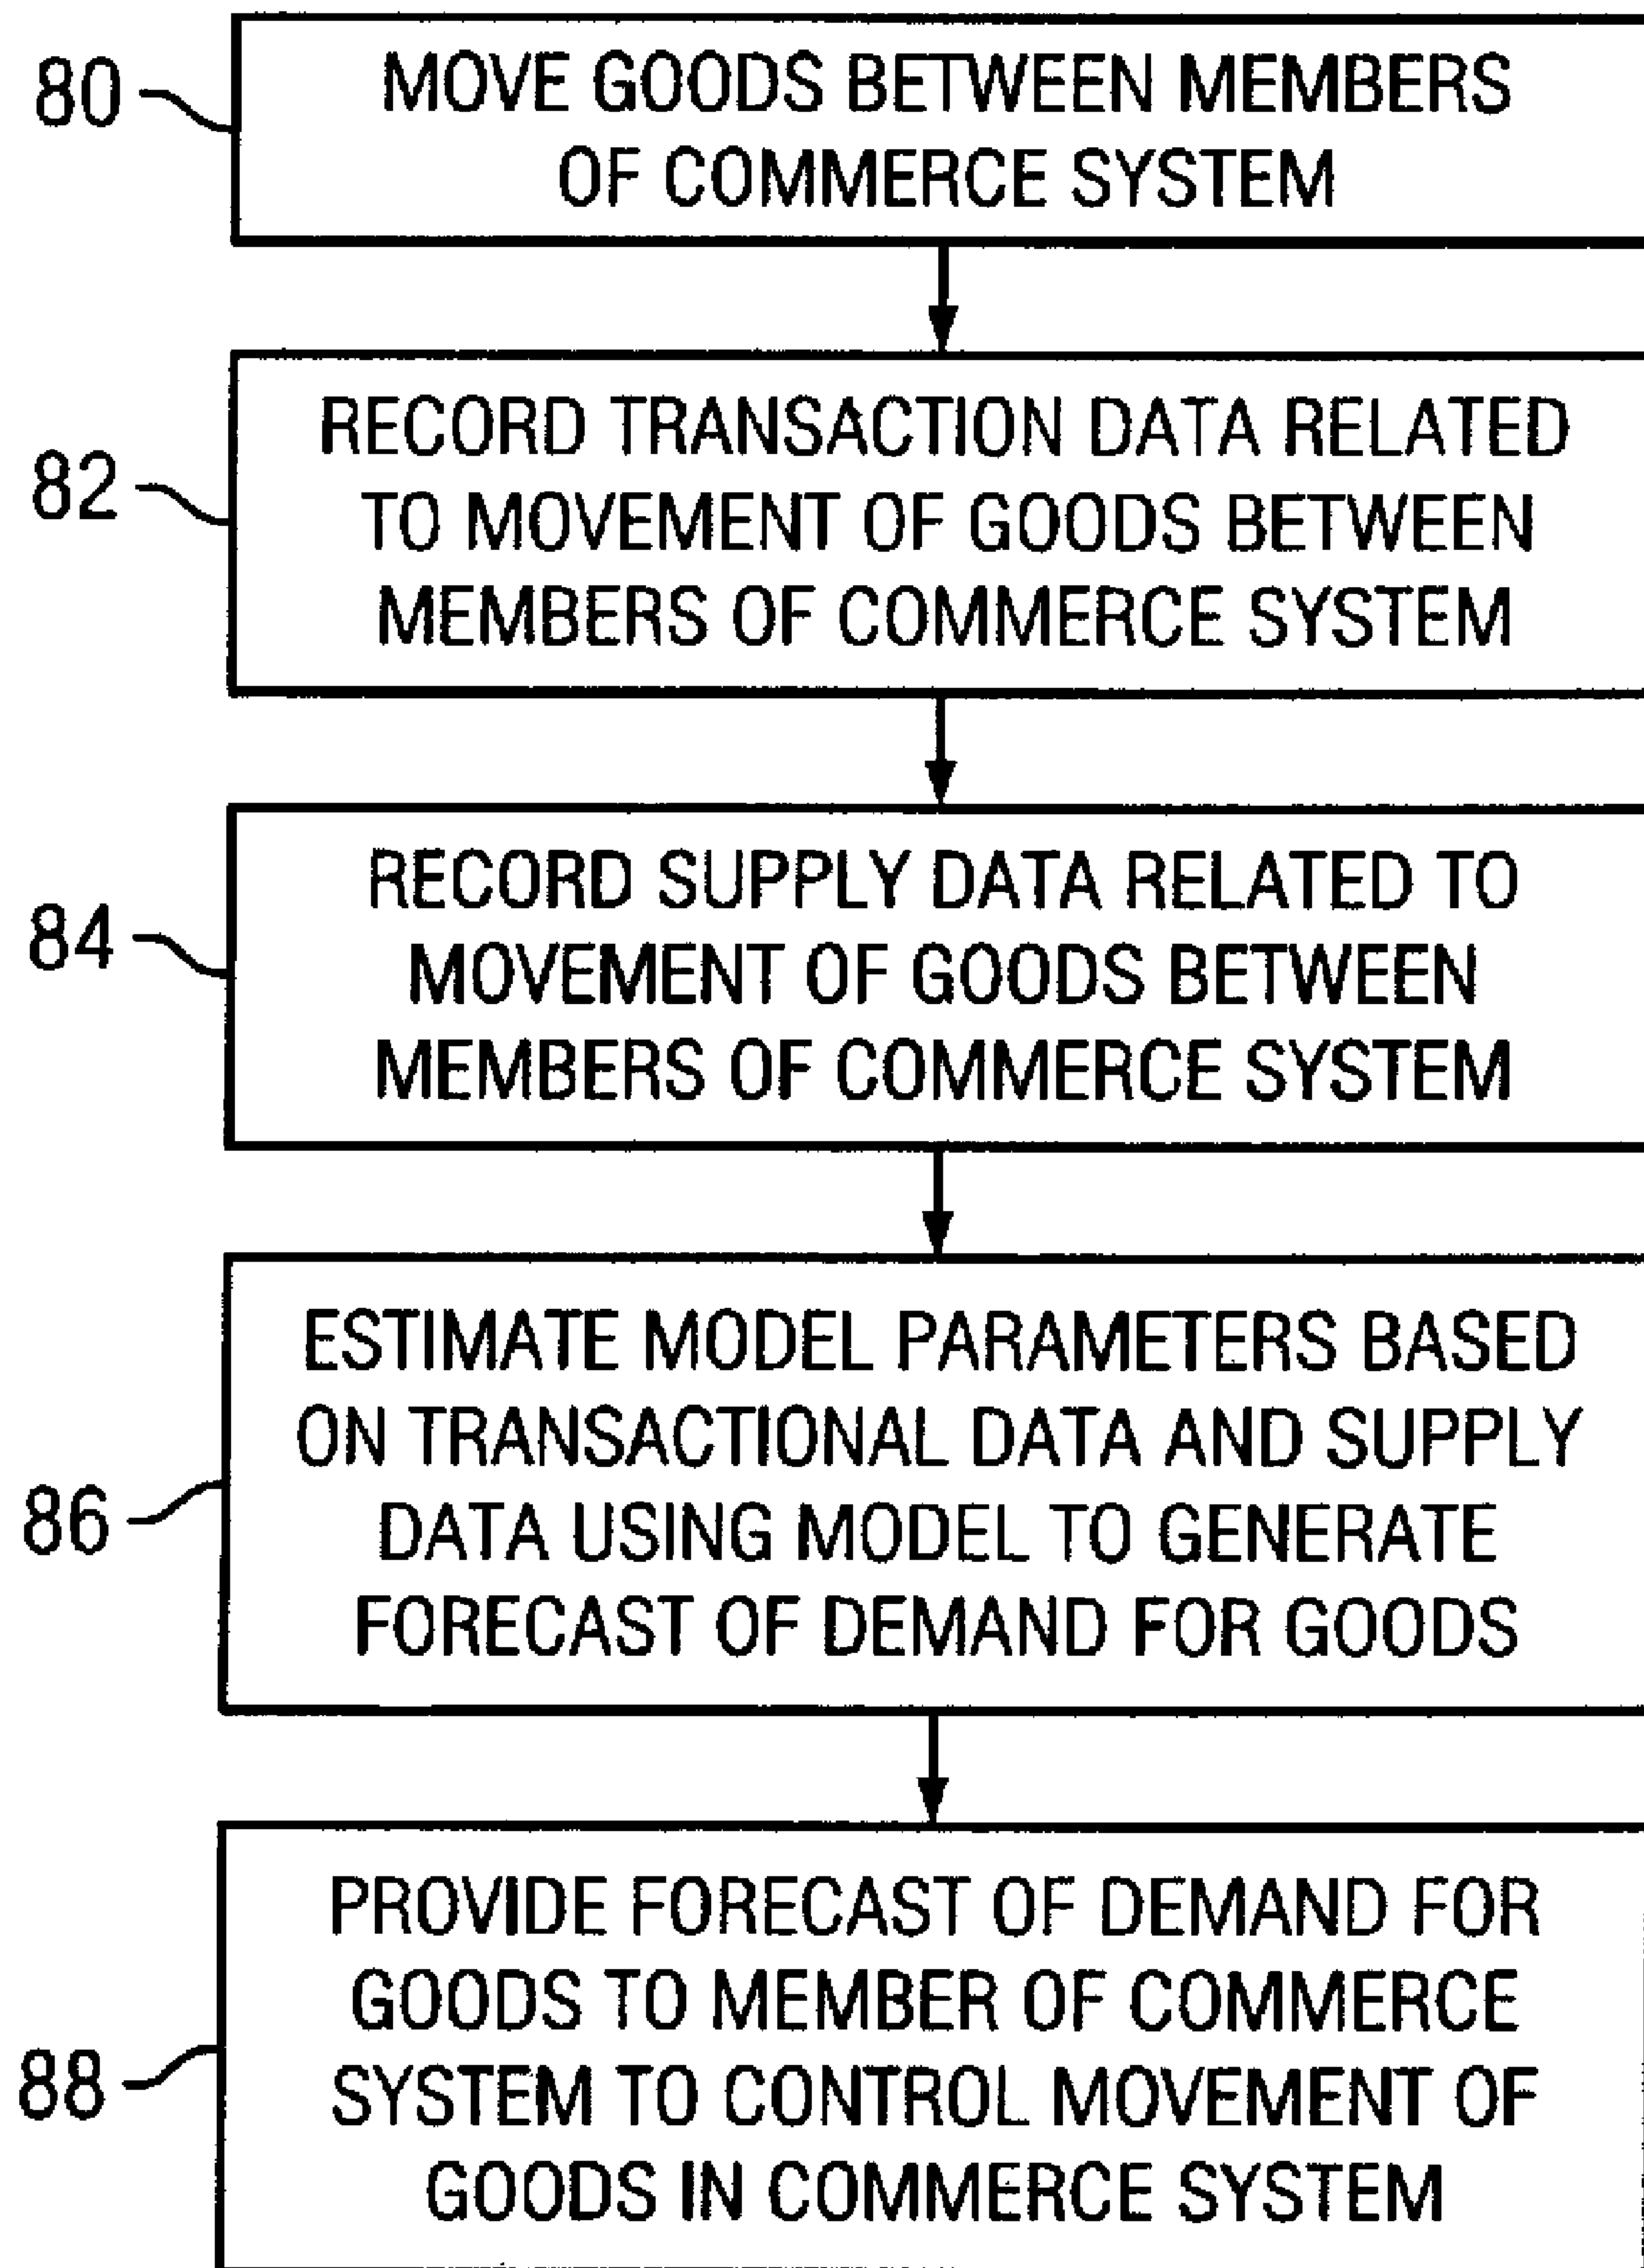 80
MOVE GOODS BETWEEN MEMBERS
OF COMMERCE SYSTEM
82
RECORD TRANSACTION DATA RELATED
TO MOVEMENT OF GOODS BETWEEN
MEMBERS OF COMMERCE SYSTEM
84
RECORD SUPPLY DATA RELATED TO
MOVEMENT OF GOODS BETWEEN
MEMBERS OF COMMERCE SYSTEM
86
ESTIMATE MODEL PARAMETERS BASED
ON TRANSACTIONAL DATA AND SUPPLY
DATA USING MODEL TO GENERATE
FORECAST OF DEMAND FOR GOODS
88
PROVIDE FORECAST OF DEMAND FOR
GOODS TO MEMBER OF COMMERCE
SYSTEM TO CONTROL MOVEMENT OF
GOODS IN COMMERCE SYSTEM